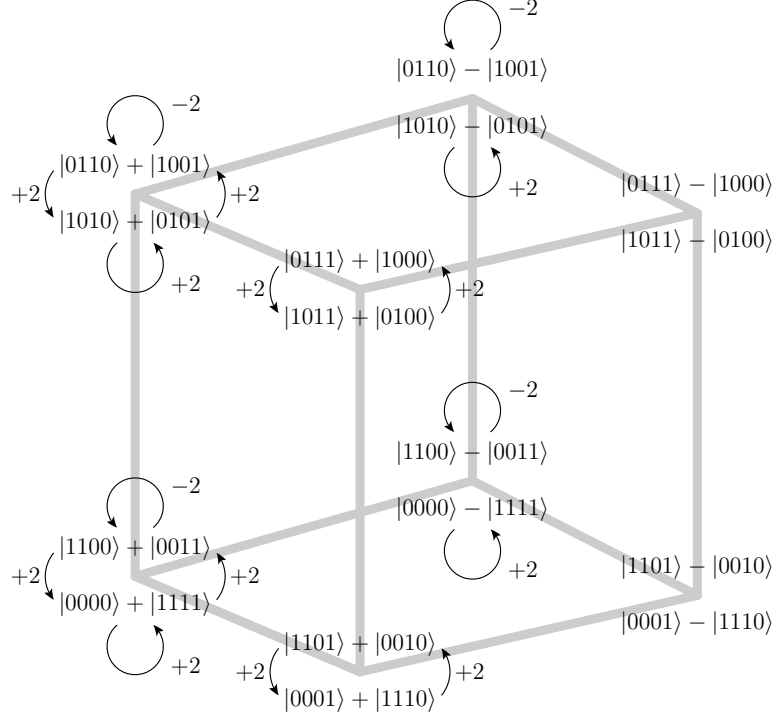 −2
|0110⟩ − |1001⟩
−2
|1010⟩ − |0101⟩
|0110⟩ + |1001⟩
+2
+2
+2
|0111⟩ − |1000⟩
|1010⟩ + |0101⟩
|1011⟩ − |0100⟩
|0111⟩ + |1000⟩
+2
+2
+2
|1011⟩ + |0100⟩
−2
|1100⟩ − |0011⟩
−2
|0000⟩ − |1111⟩
|1100⟩ + |0011⟩
|1101⟩ − |0010⟩
+2
+2
+2
|0000⟩ + |1111⟩
|0001⟩ − |1110⟩
|1101⟩ + |0010⟩
+2
+2
+2
|0001⟩ + |1110⟩